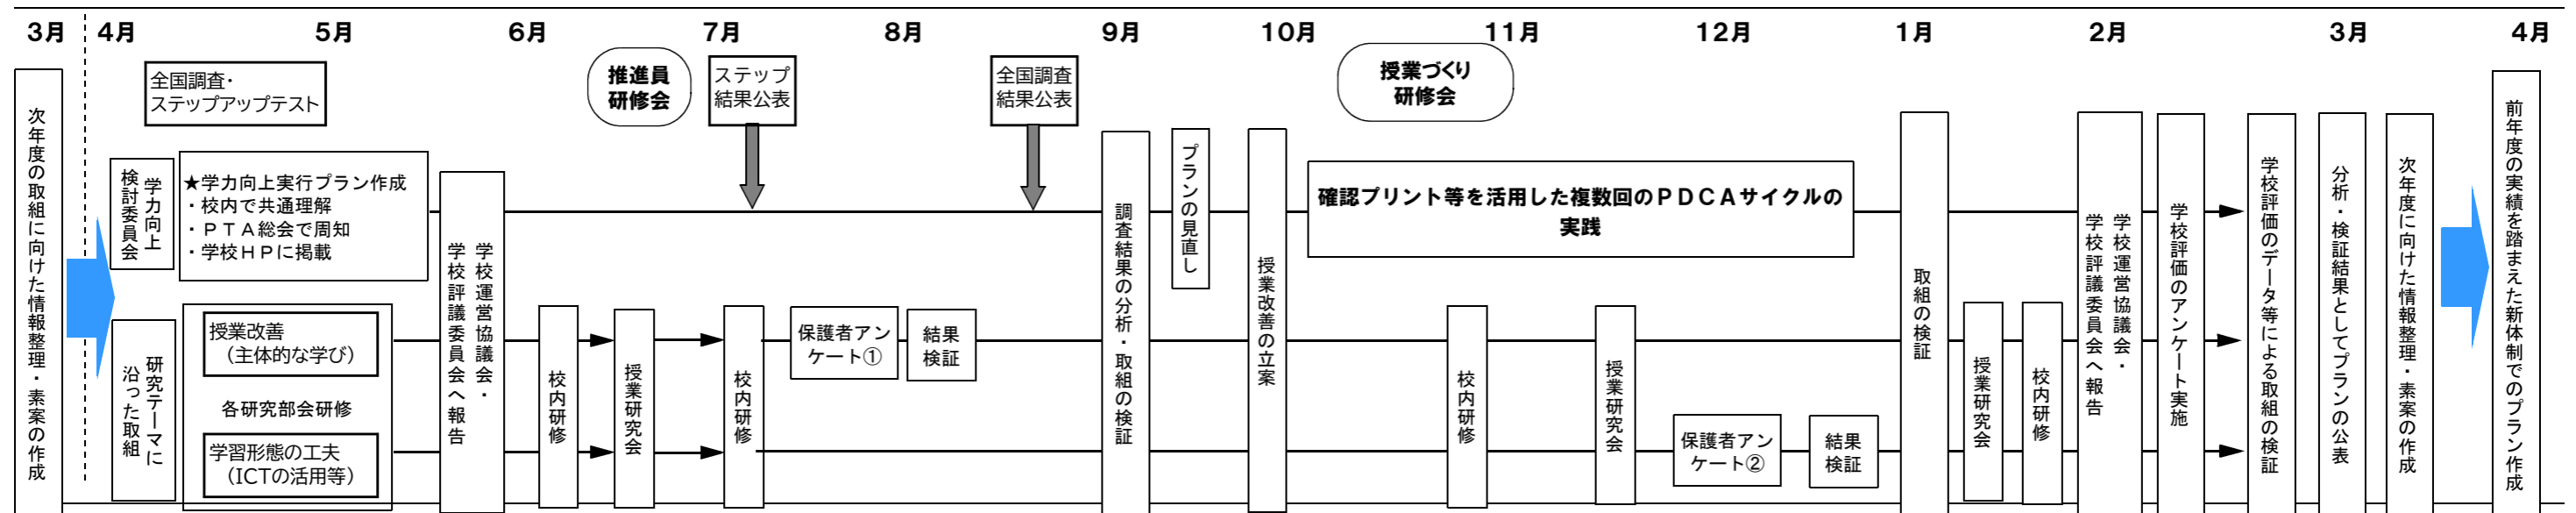 3月
4月
5月
6月
7月
8月
9月
10月
11月
12月
1月
2月
3月
4月
次年度の取組に向けた情報整理・素案の作成
全国調査・
ステップアップテスト
学力向上
検討委員会
★学力向上実行プラン作成
・校内で共通理解
・ＰＴＡ総会で周知
・学校ＨＰに掲載
研究テーマに
沿った取組
授業改善
（主体的な学び）
各研究部会研修
学習形態の工夫
（ICTの活用等）
学校運営協議会・
学校評議委員会へ報告
校内研修
推進員
研修会
授業研究会
ステップ
結果公表
校内研修
保護者アン
ケート①
結果
検証
全国調査
結果公表
調査結果の分析・取組の検証
プランの見直し
授業改善の立案
授業づくり
研修会
確認プリント等を活用した複数回のＰＤＣＡサイクルの
実践
校内研修
授業研究会
保護者アン
ケート②
結果
検証
取組の検証
授業研究会
校内研修
学校運営協議会・
学校評議委員会へ報告
学校評価のアンケート実施
学校評価のデータ等による取組の検証
分析・検証結果としてプランの公表
次年度に向けた情報整理・素案の作成
前年度の実績を踏まえた新体制でのプラン作成